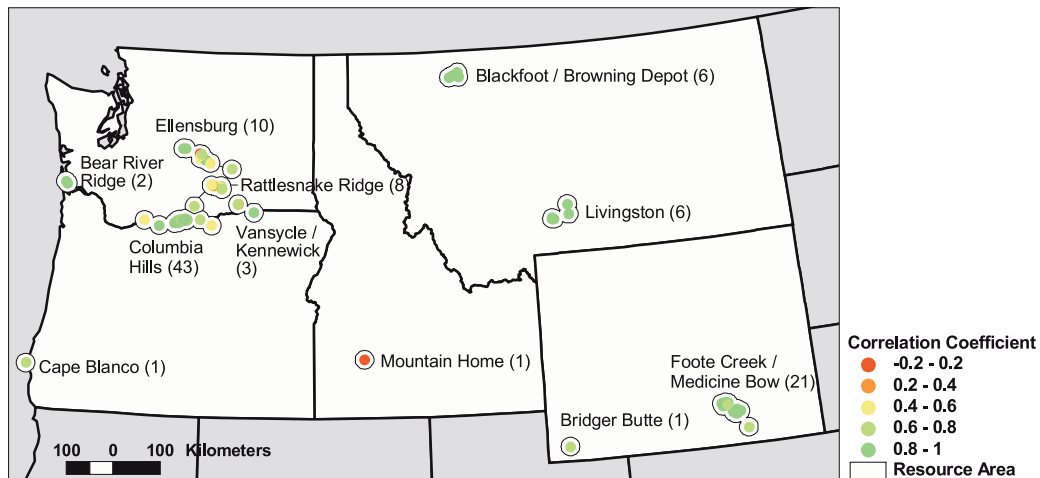 Blackfoot / Browning Depot (6)
Ellensburg (10)
Bear River
Ridge (2)
Rattlesnake Ridge (8)
Livingston (6)
Columbia
Hills (43)
Vansycle /
Kennewick
(3)
Cape Blanco (1)
Mountain Home (1)
Foote Creek /
Medicine Bow (21)
Bridger Butte (1)
100 0 100 Kilometers
Correlation Coefficient
-0.2 - 0.2
0.2 - 0.4
0.4 - 0.6
0.6 - 0.8
0.8 - 1
Resource Area